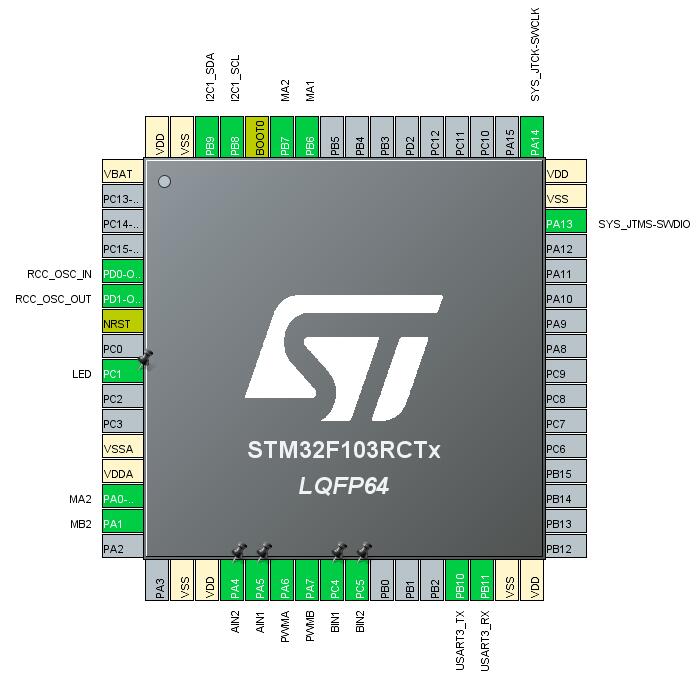 I2C1_SDA
I2C1_SCL
MA2
MA1
SYS_JTCK-SWCLK
VDD
VSS
PB9
PB8
BOOT0
PB7
PB6
PB5
PB4
PB3
PD2
PC12
PC11
PC10
PA15
PA14
VBAT
PC13-..
PC14-..
PC15-..
RCC_OSC_IN PD0-O..
RCC_OSC_OUT PD1-O..
NRST
PC0
LED PC1
PC2
PC3
VSSA
VDDA
MA2 PA0-..
MB2 PA1
PA2
VDD
VSS
PA13 SYS_JTMS-SWDIO
PA12
PA11
PA10
PA9
PA8
PC9
PC8
PC7
PC6
PB15
PB14
PB13
PB12
STM32F103RCTx
LQFP64
PA3
VSS
VDD
PA4
PA5
PA6
PA7
PC4
PC5
PB0
PB1
PB2
PB10
PB11
VSS
VDD
AIN2
AIN1
PWMA
PWMB
BIN1
BIN2
USART3_TX
USART3_RX